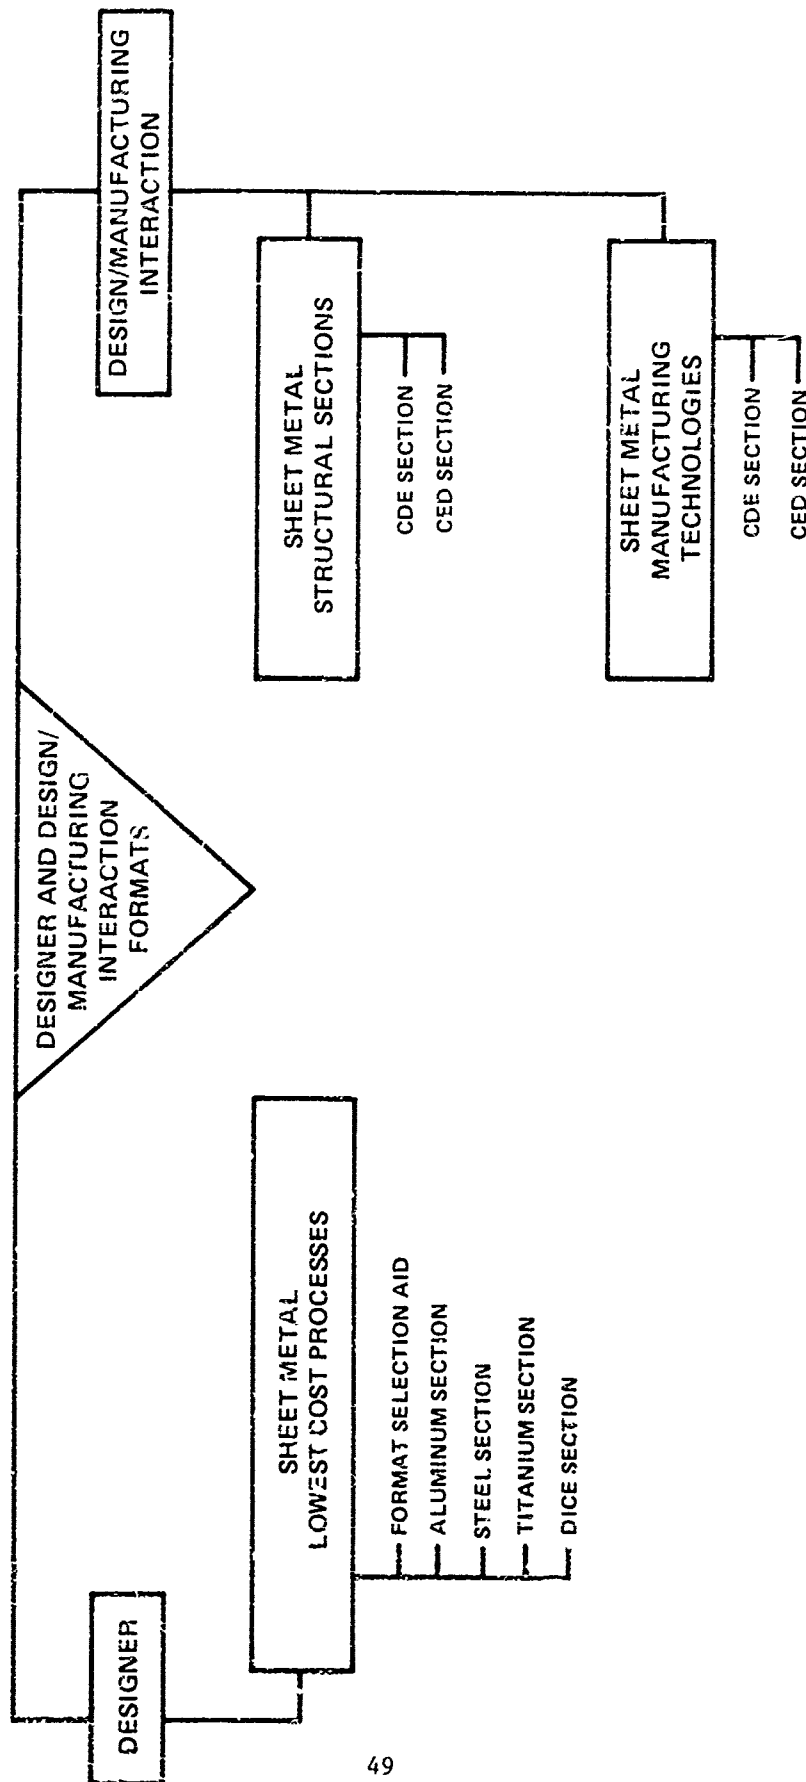 DESIGNER AND DESIGN/
MANUFACTURING
INTERACTION
FORMATS
DESIGNER
SHEET METAL
LOWEST COST PROCESSES
FORMAT SELECTION AID
ALUMINUM SECTION
STEEL SECTION
TITANIUM SECTION
DICE SECTION
DESIGN/MANUFACTURING
INTERACTION
SHEET METAL
STRUCTURAL SECTIONS
CDE SECTION
CED SECTION
SHEET METAL
MANUFACTURING
TECHNOLOGIES
CDE SECTION
CED SECTION
49